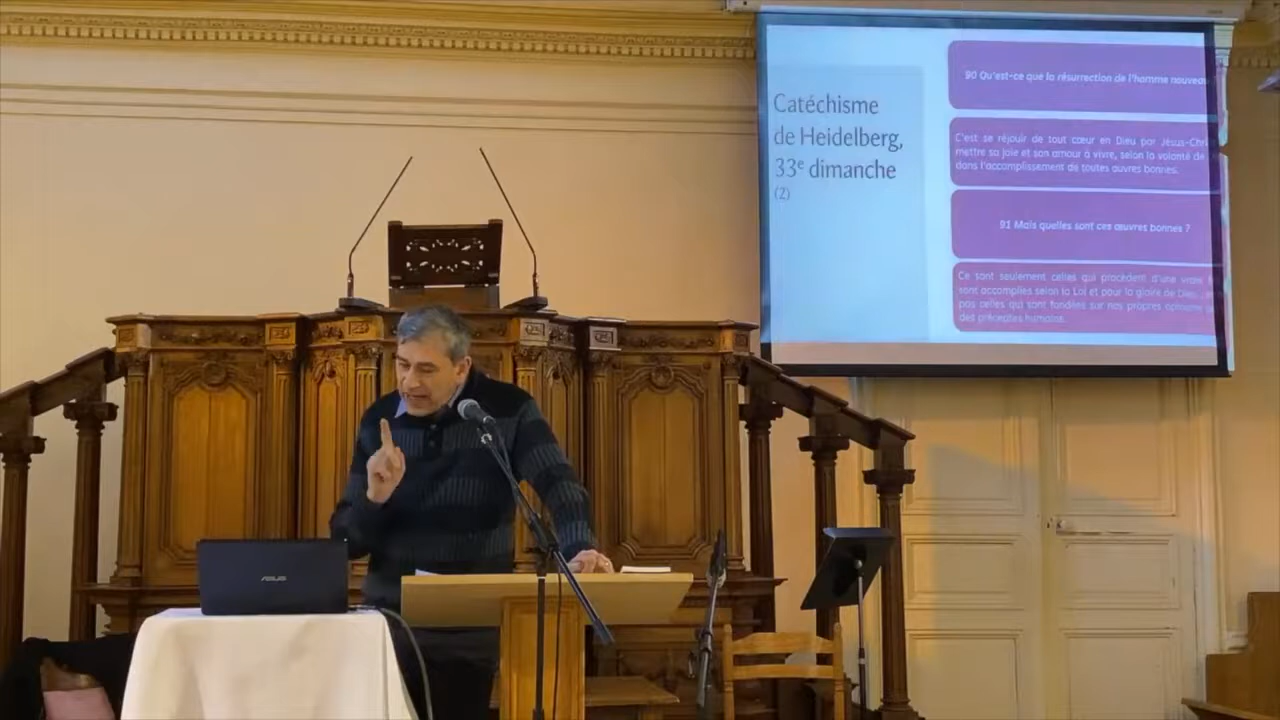 Catéchisme
de Heidelberg,
33e dimanche
(2)
90 Qu'est-ce que la résurrection de l'homme nouveau
C'est se réjouir de tout cœur en Dieu par Jésus-Chri
mettre sa joie et son amour à vivre, selon la volonté de
dans l'accomplissement de toutes œuvres bonnes.
91 Mais quelles sont ces œuvres bonnes ?
Ce sont seulement celles qui procèdent d'une vraie
sont accomplies selon la Loi et pour la gloire de Dieu
pas celles qui sont fondées sur nos propres opinions
des préceptes humains.
ASUS